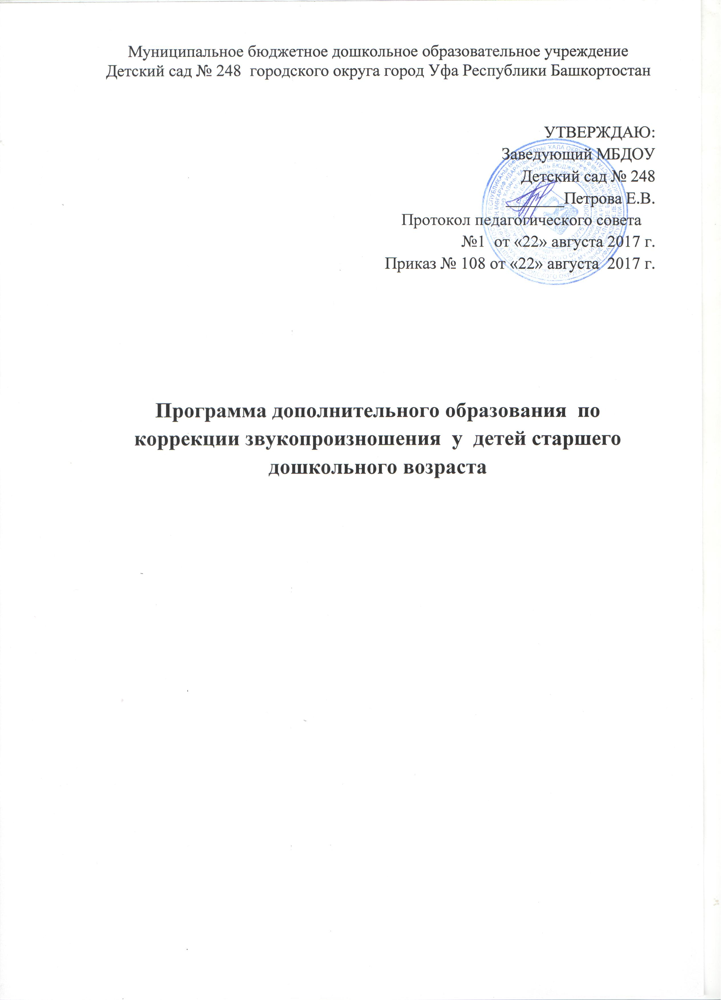 Муниципальное бюджетное дошкольное образовательное учреждение
Детский сад № 248 городского округа город Уфа Республики Башкортостан
УТВЕРЖДАЮ:
Заведующий МБДОУ
Детский сад № 248
_______Петрова Е.В.
Протокол педагогического совета
№1 от «22» августа 2017 г.
Приказ № 108 от «22» августа 2017 г.
Программа дополнительного образования по
коррекции звукопроизношения у детей старшего
дошкольного возраста